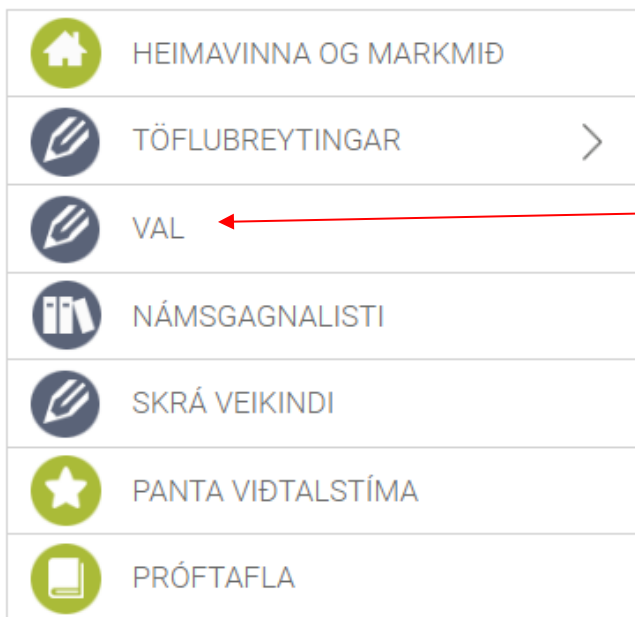 HEIMAVINNA OG MARKMIÐ
TÖFLUBREYTINGAR
VAL
NÁMSGAGNALISTI
SKRÁ VEIKINDI
PANTA VIÐTALSTÍMA
PRÓFTAFLA